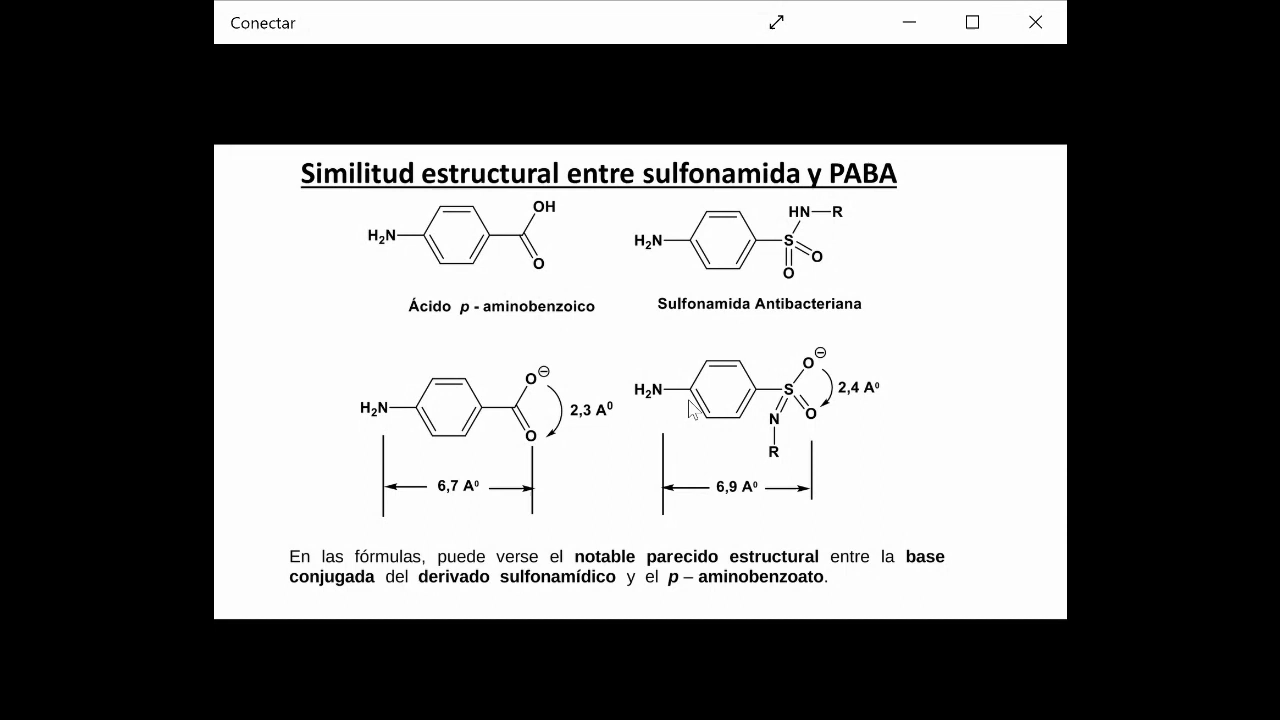 Conectar
Similitud estructural entre sulfonamida y PABA
OH
H₂N
O
HN—R
H₂N
S
O
O
Ácido p - aminobenzoico
Sulfonamida Antibacteriana
O⊖
H₂N
2,3 A⁰
O
6,7 A⁰
O⊖
H₂N
S
2,4 A⁰
O
N
R
6,9 A⁰
En las fórmulas, puede verse el notable parecido estructural entre la base
conjugada del derivado sulfonamídico y el p – aminobenzoato.